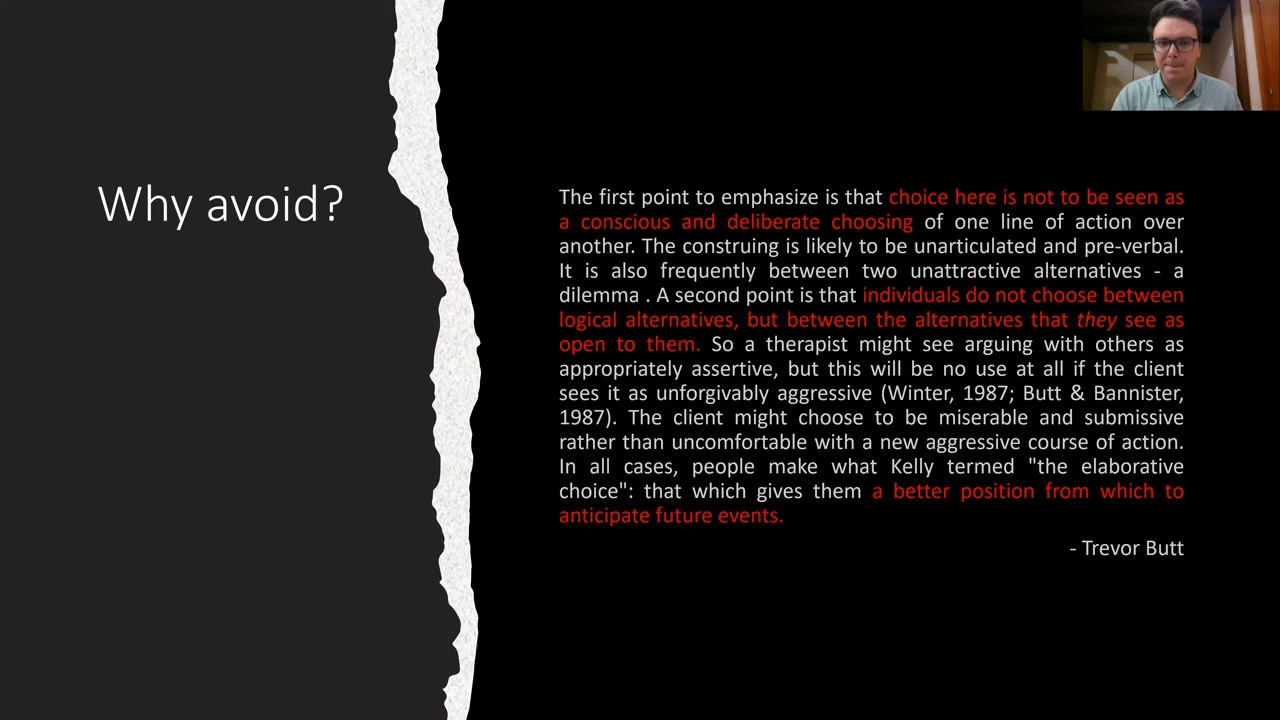 Why avoid?
The first point to emphasize is that choice here is not to be seen as
a conscious and deliberate choosing of one line of action over
another. The construing is likely to be unarticulated and pre-verbal.
It is also frequently between two unattractive alternatives - a
dilemma . A second point is that individuals do not choose between
logical alternatives, but between the alternatives that they see as
open to them. So a therapist might see arguing with others as
appropriately assertive, but this will be no use at all if the client
sees it as unforgivably aggressive (Winter, 1987; Butt & Bannister,
1987). The client might choose to be miserable and submissive
rather than uncomfortable with a new aggressive course of action.
In all cases, people make what Kelly termed "the elaborative
choice": that which gives them a better position from which to
anticipate future events.
- Trevor Butt